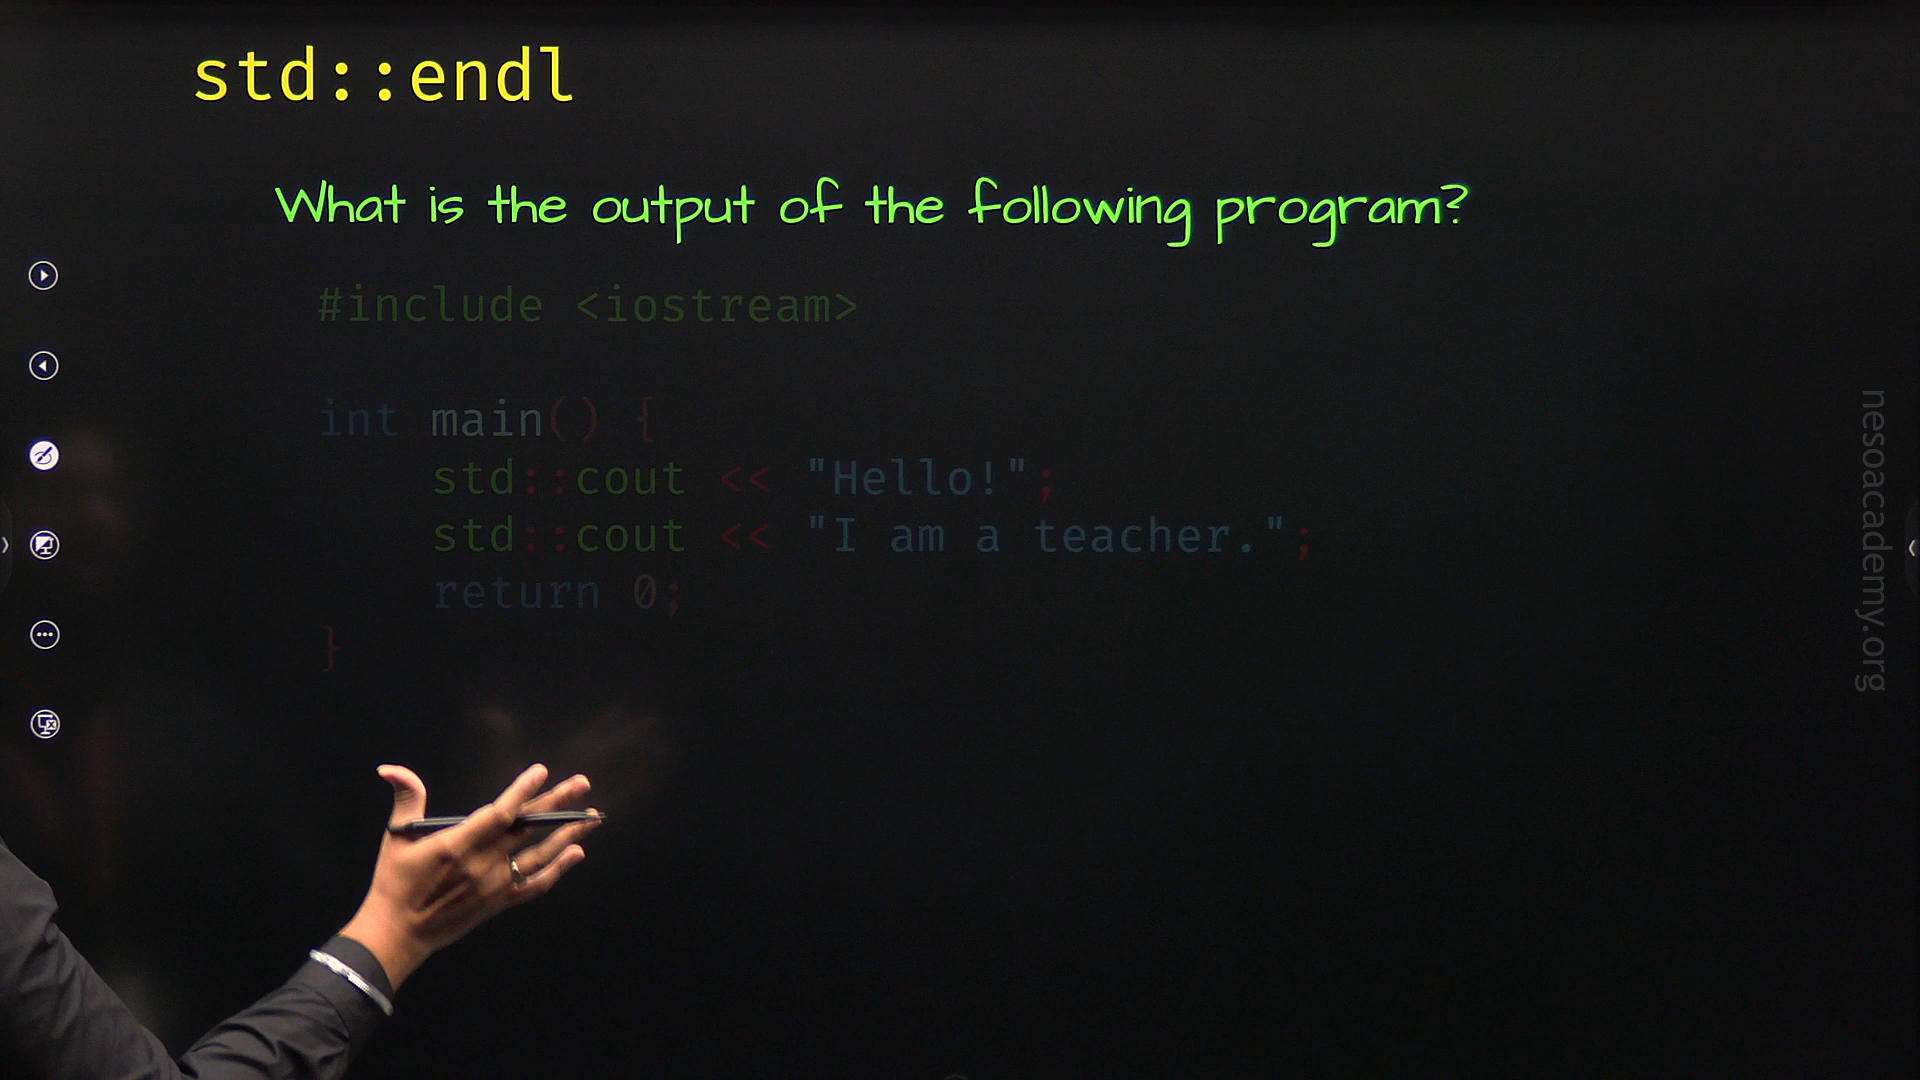 std::endl
What is the output of the following program?
#include <iostream>
int main() {
std::cout << "Hello!";
std::cout << "I am a teacher.";
return 0;
}
nesoacademy.org